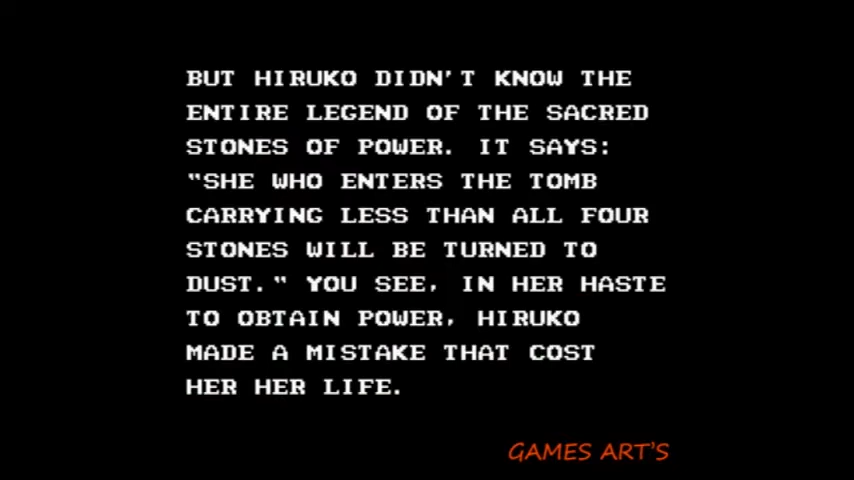 BUT HIRUKO DIDN'T KNOW THE
ENTIRE LEGEND OF THE SACRED
STONES OF POWER. IT SAYS:
"SHE WHO ENTERS THE TOMB
CARRYING LESS THAN ALL FOUR
STONES WILL BE TURNED TO
DUST." YOU SEE, IN HER HASTE
TO OBTAIN POWER, HIRUKO
MADE A MISTAKE THAT COST
HER HER LIFE.
GAMES ART'S